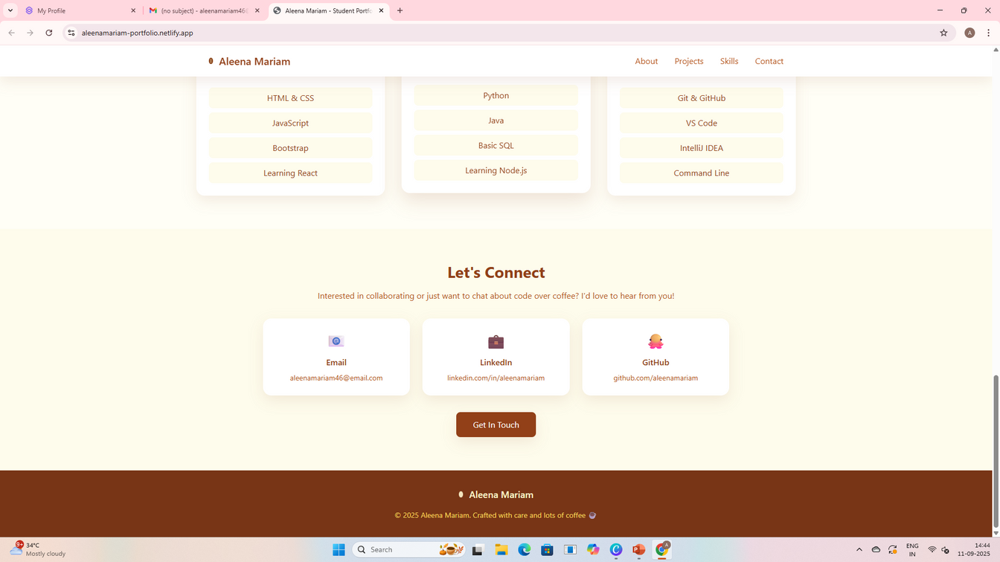 My Profile
(no subject) - aleenamariam46
Aleena Mariam - Student Portfo
aleenamariam-portfolio.netlify.app
A
Aleena Mariam
About
Projects
Skills
Contact
HTML & CSS
JavaScript
Bootstrap
Learning React
Python
Java
Basic SQL
Learning Node.js
Git & GitHub
VS Code
IntelliJ IDEA
Command Line
Let's Connect
Interested in collaborating or just want to chat about code over coffee? I'd love to hear from you!
Email
aleenamariam46@email.com
LinkedIn
linkedin.com/in/aleenamariam
GitHub
github.com/aleenamariam
Get In Touch
Aleena Mariam
© 2025 Aleena Mariam. Crafted with care and lots of coffee
9+
34°C
Mostly cloudy
Search
A
ENG
IN
14:44
11-09-2025